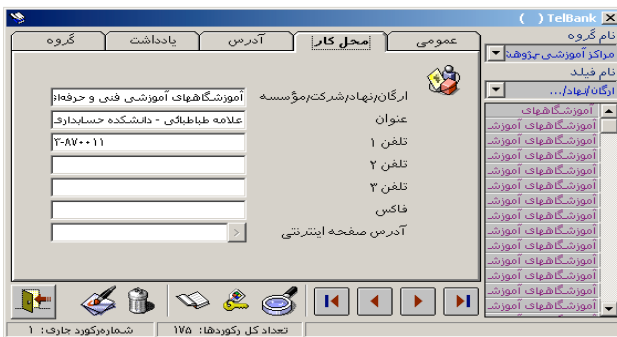 ( ) TelBank
نام گروه
مراکز آموزشی-پژوهش
نام فیلد
ارگان/نهاد/...
عمومی
محل کار
آدرس
یادداشت
گروه
ارگان/نهاد/شرکت/مؤسسه
آموزشگاههای آموزشی فنی و حرفه‌ا
عنوان
علامه طباطبائی - دانشکده حسابداری
تلفن ۱
۳-۸۷۰۰۱۱
تلفن ۲
تلفن ۳
فاکس
آدرس صفحه اینترنتی
آموزشگاههای
آموزشگاههای آموزش
آموزشگاههای آموزش
آموزشگاههای آموزش
آموزشگاههای آموزش
آموزشگاههای آموزش
آموزشگاههای آموزش
آموزشگاههای آموزش
آموزشگاههای آموزش
آموزشگاههای آموزش
آموزشگاههای آموزش
آموزشگاههای آموزش
آموزشگاههای آموزش
آموزشگاههای آموزش
آموزشگاههای آموزش
تعداد کل رکوردها: ۱۷۵
شماره‌رکورد جاری: ۱